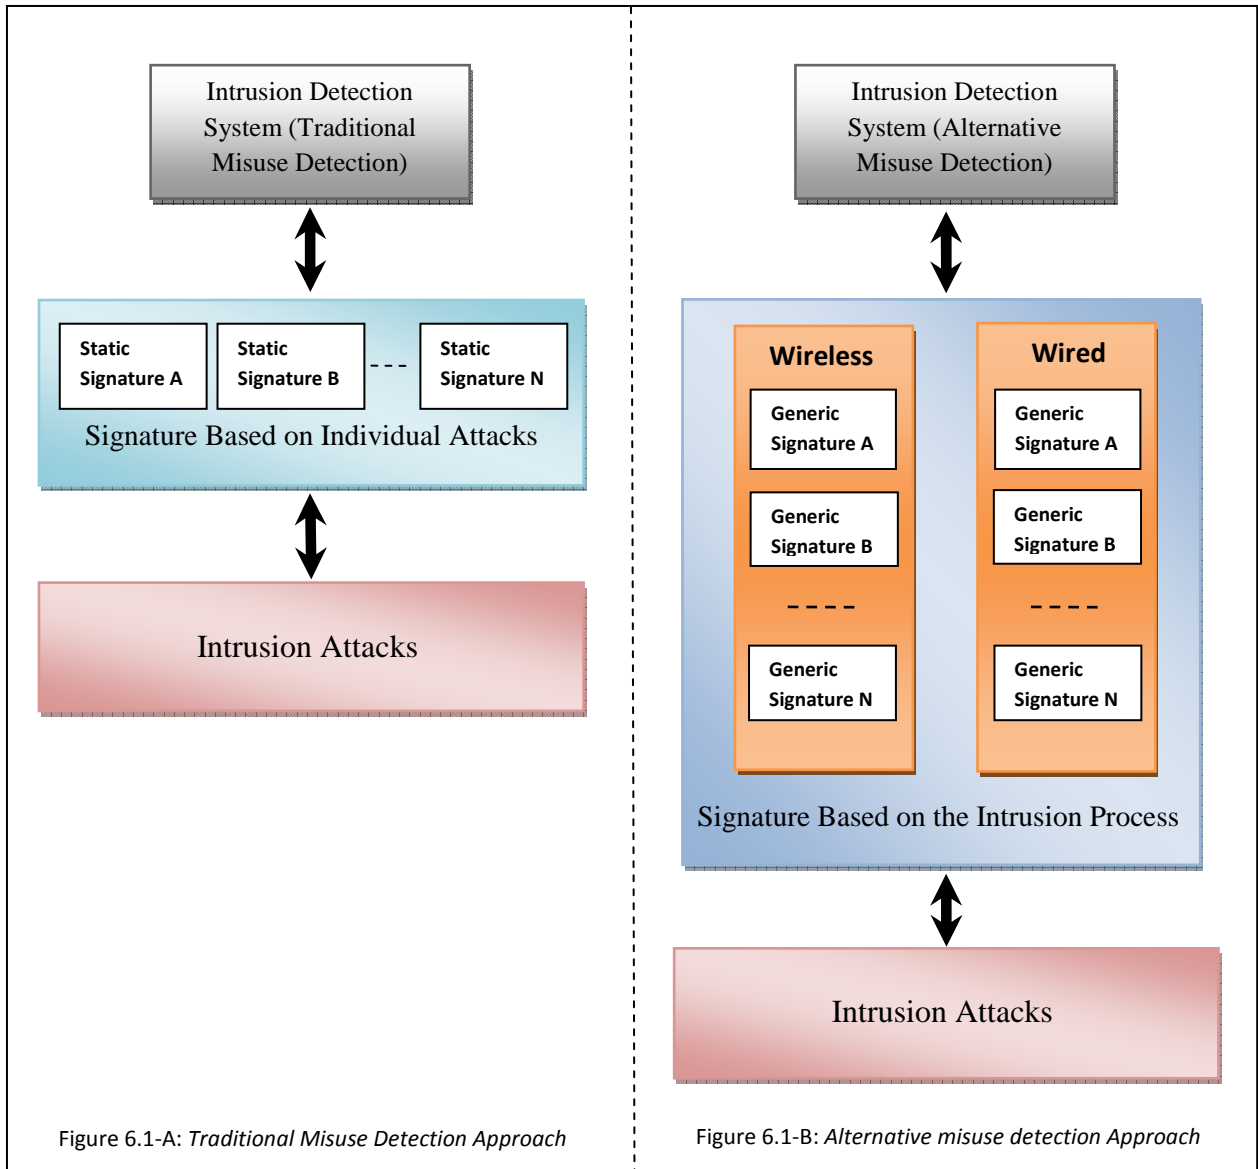 Intrusion Detection
System (Traditional
Misuse Detection)
Static
Signature A
Static
Signature B
- - -
Static
Signature N
Signature Based on Individual Attacks
Intrusion Attacks
Figure 6.1-A: Traditional Misuse Detection Approach
Intrusion Detection
System (Alternative
Misuse Detection)
Wireless
Generic
Signature A
Generic
Signature B
- - - - -
Generic
Signature N
Wired
Generic
Signature A
Generic
Signature B
- - - - -
Generic
Signature N
Signature Based on the Intrusion Process
Intrusion Attacks
Figure 6.1-B: Alternative misuse detection Approach